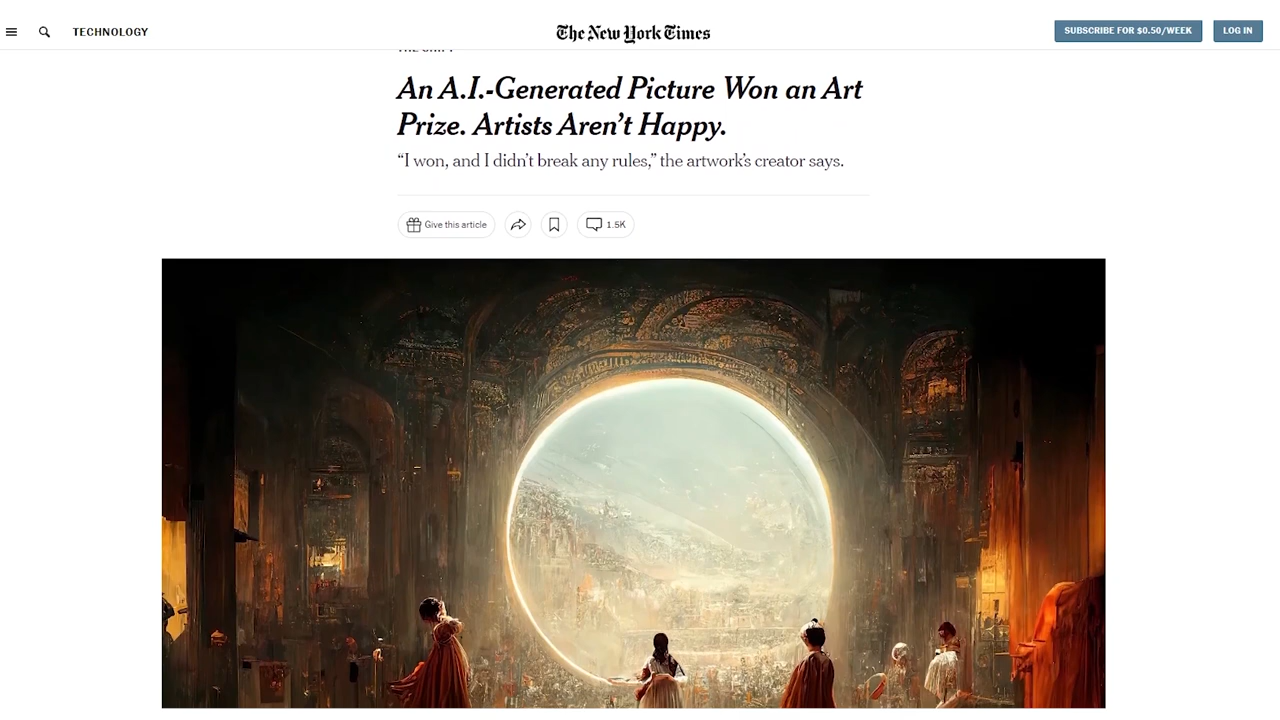 TECHNOLOGY
The New York Times
SUBSCRIBE FOR $0.50/WEEK
LOG IN
An A.I.-Generated Picture Won an Art
Prize. Artists Aren’t Happy.
“I won, and I didn’t break any rules,” the artwork’s creator says.
Give this article
1.5K